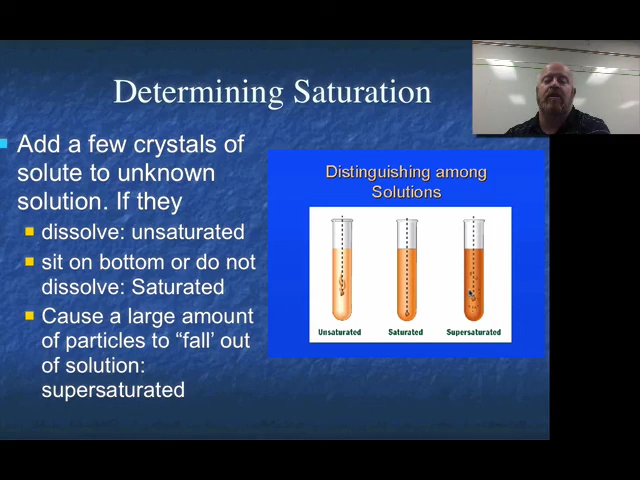 Determining Saturation
Add a few crystals of
solute to unknown
solution. If they
dissolve: unsaturated
sit on bottom or do not
dissolve: Saturated
Cause a large amount
of particles to “fall’ out
of solution:
supersaturated
Distinguishing among
Solutions
Unsaturated
Saturated
Supersaturated